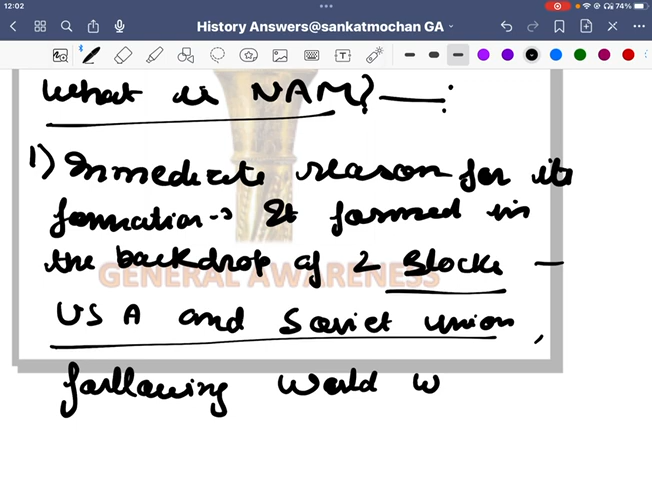 12:02
74%
History Answers@sankatmochan GA
What is NAM? — :
1) Immediate reason for its
formation → It formed in
the backdrop of 2 Blocks —
GENERAL AWARENESS
USA and Soviet Union,
following World W